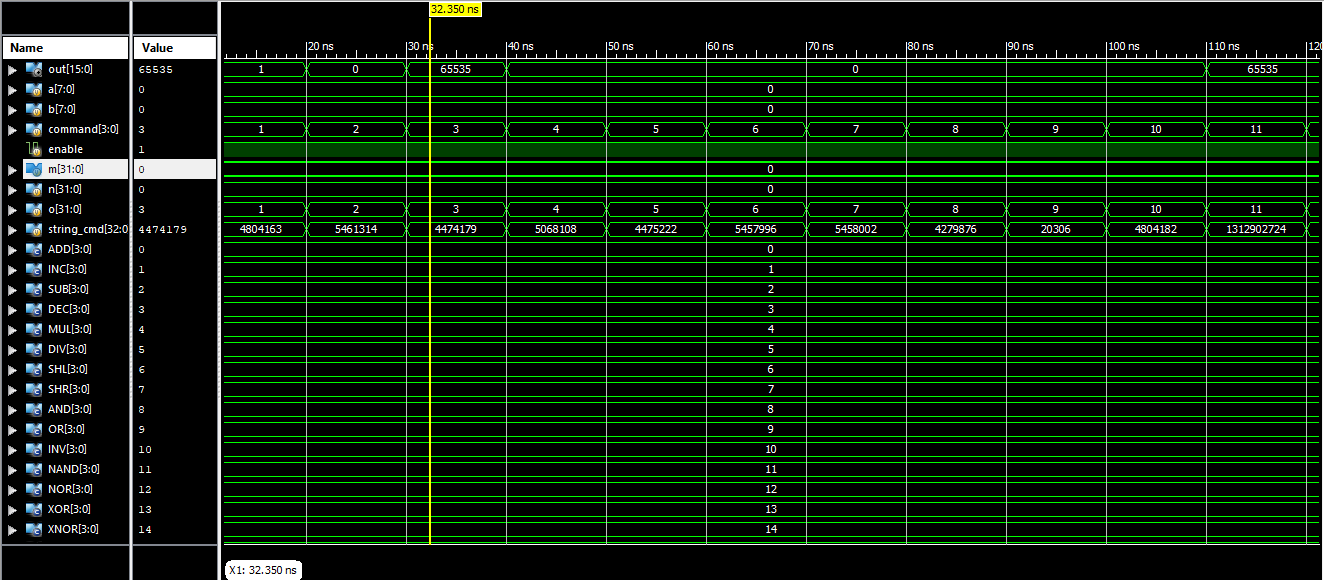 32.350 ns
Name Value 20 ns 30 ns 40 ns 50 ns 60 ns 70 ns 80 ns 90 ns 100 ns 110 ns 120
out[15:0] 65535 1 0 65535 0 65535
a[7:0] 0 0
b[7:0] 0 0
command[3:0] 3 1 2 3 4 5 6 7 8 9 10 11
enable 1
m[31:0] 0 0
n[31:0] 0 0
o[31:0] 3 1 2 3 4 5 6 7 8 9 10 11
string_cmd[32:0 4474179 4804163 5461314 4474179 5068108 4475222 5457996 5458002 4279876 20306 4804182 1312902724
ADD[3:0] 0 0
INC[3:0] 1 1
SUB[3:0] 2 2
DEC[3:0] 3 3
MUL[3:0] 4 4
DIV[3:0] 5 5
SHL[3:0] 6 6
SHR[3:0] 7 7
AND[3:0] 8 8
OR[3:0] 9 9
INV[3:0] 10 10
NAND[3:0] 11 11
NOR[3:0] 12 12
XOR[3:0] 13 13
XNOR[3:0] 14 14
X1: 32.350 ns